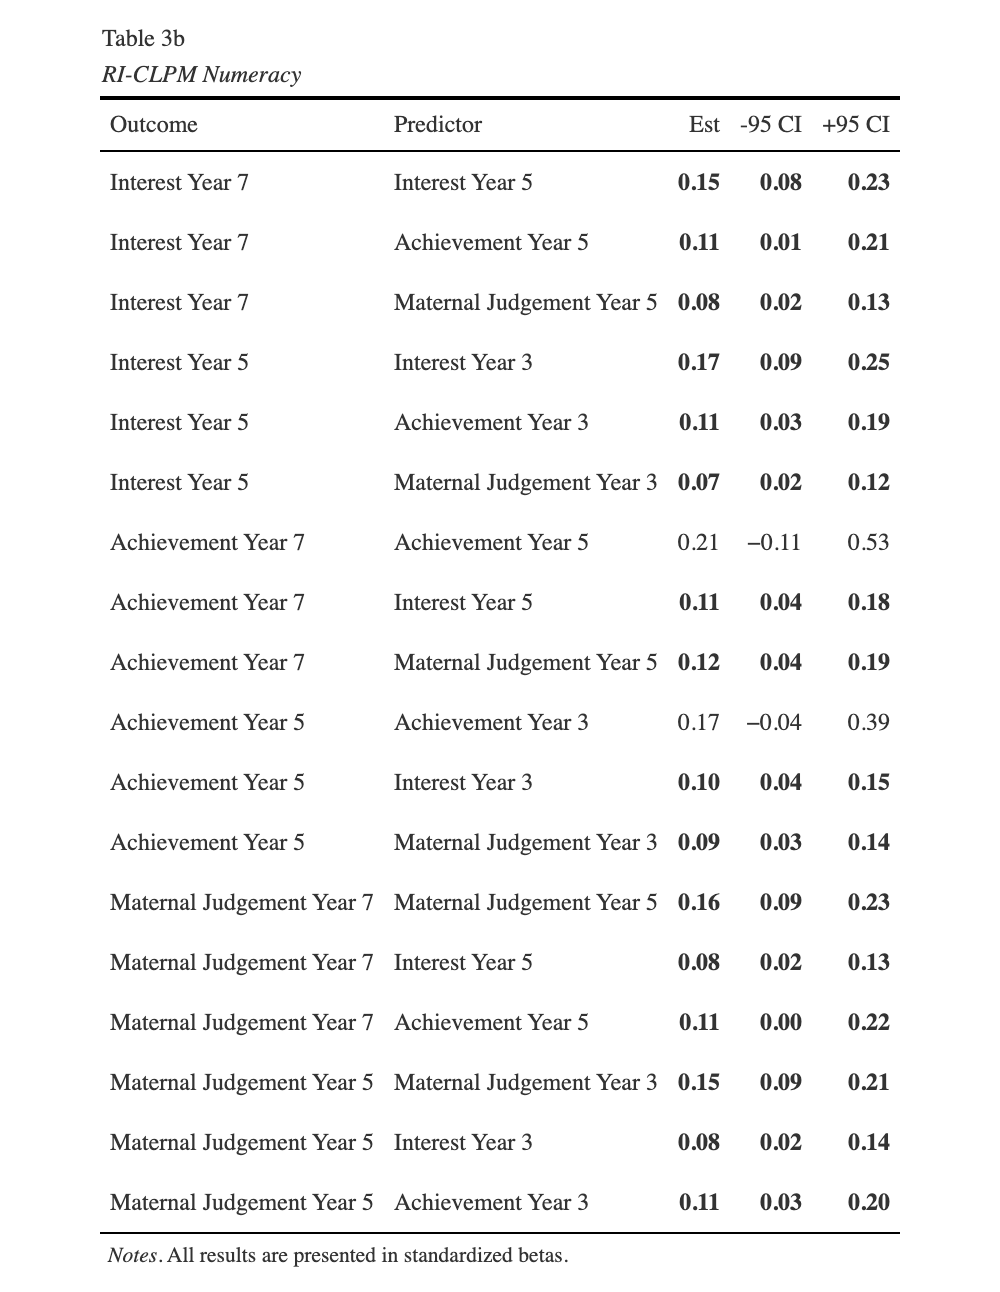 Table 3b
RI-CLPM Numeracy
Outcome Predictor Est -95 CI +95 CI
Interest Year 7 Interest Year 5 0.15 0.08 0.23
Interest Year 7 Achievement Year 5 0.11 0.01 0.21
Interest Year 7 Maternal Judgement Year 5 0.08 0.02 0.13
Interest Year 5 Interest Year 3 0.17 0.09 0.25
Interest Year 5 Achievement Year 3 0.11 0.03 0.19
Interest Year 5 Maternal Judgement Year 3 0.07 0.02 0.12
Achievement Year 7 Achievement Year 5 0.21 −0.11 0.53
Achievement Year 7 Interest Year 5 0.11 0.04 0.18
Achievement Year 7 Maternal Judgement Year 5 0.12 0.04 0.19
Achievement Year 5 Achievement Year 3 0.17 −0.04 0.39
Achievement Year 5 Interest Year 3 0.10 0.04 0.15
Achievement Year 5 Maternal Judgement Year 3 0.09 0.03 0.14
Maternal Judgement Year 7 Maternal Judgement Year 5 0.16 0.09 0.23
Maternal Judgement Year 7 Interest Year 5 0.08 0.02 0.13
Maternal Judgement Year 7 Achievement Year 5 0.11 0.00 0.22
Maternal Judgement Year 5 Maternal Judgement Year 3 0.15 0.09 0.21
Maternal Judgement Year 5 Interest Year 3 0.08 0.02 0.14
Maternal Judgement Year 5 Achievement Year 3 0.11 0.03 0.20
Notes. All results are presented in standardized betas.